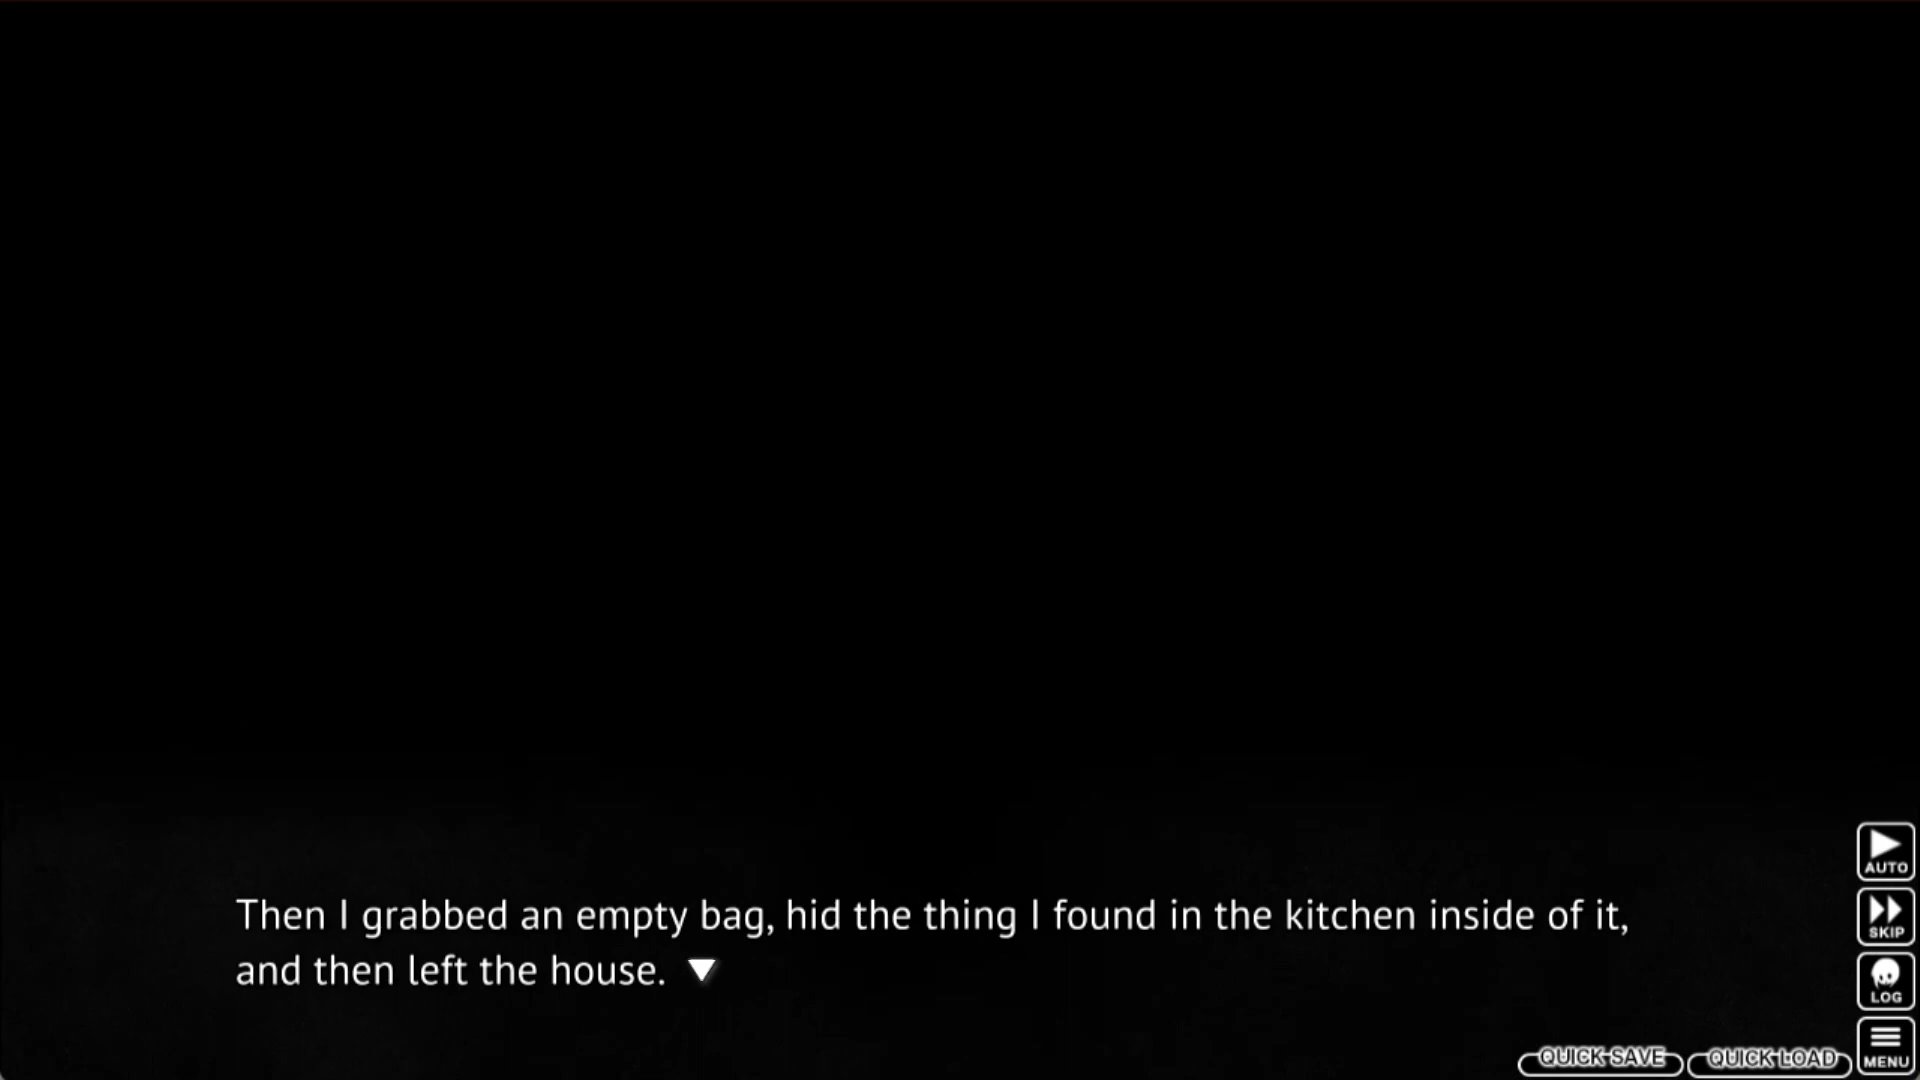 Then I grabbed an empty bag, hid the thing I found in the kitchen inside of it,
and then left the house.
AUTO
SKIP
LOG
MENU
QUICK SAVE
QUICK LOAD